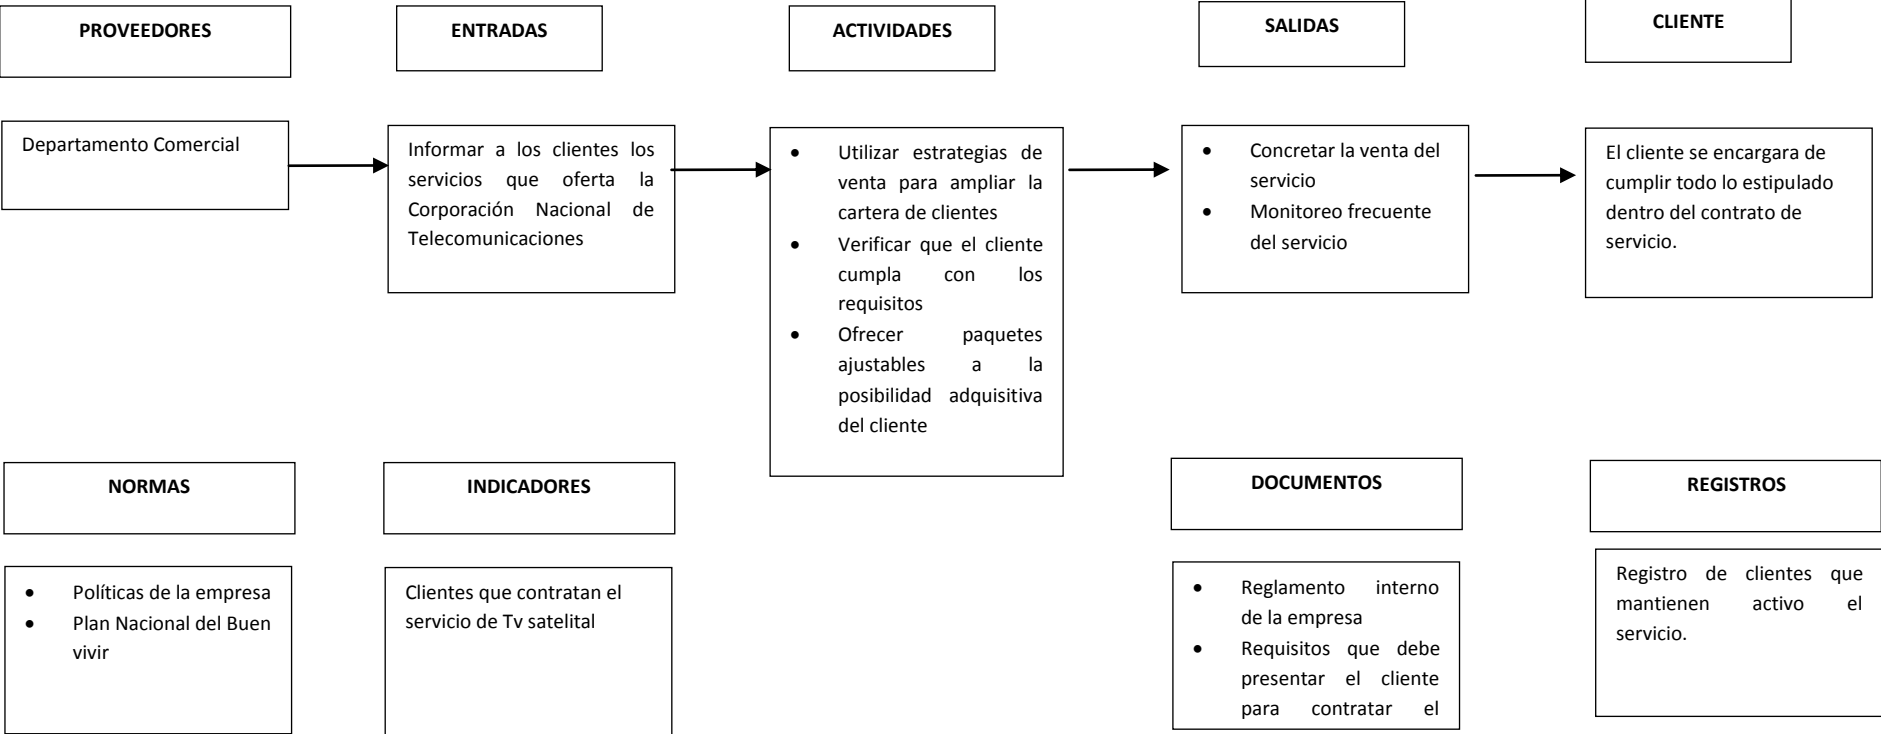 PROVEEDORES
ENTRADAS
ACTIVIDADES
SALIDAS
CLIENTE
Departamento Comercial
Informar a los clientes los
servicios que oferta la
Corporación Nacional de
Telecomunicaciones
• Utilizar estrategias de
venta para ampliar la
cartera de clientes
• Verificar que el cliente
cumpla con los
requisitos
• Ofrecer paquetes
ajustables a la
posibilidad adquisitiva
del cliente
• Concretar la venta del
servicio
• Monitoreo frecuente
del servicio
El cliente se encargara de
cumplir todo lo estipulado
dentro del contrato de
servicio.
NORMAS
INDICADORES
DOCUMENTOS
REGISTROS
• Políticas de la empresa
• Plan Nacional del Buen
vivir
Clientes que contratan el
servicio de Tv satelital
• Reglamento interno
de la empresa
• Requisitos que debe
presentar el cliente
para contratar el
Registro de clientes que
mantienen activo el
servicio.